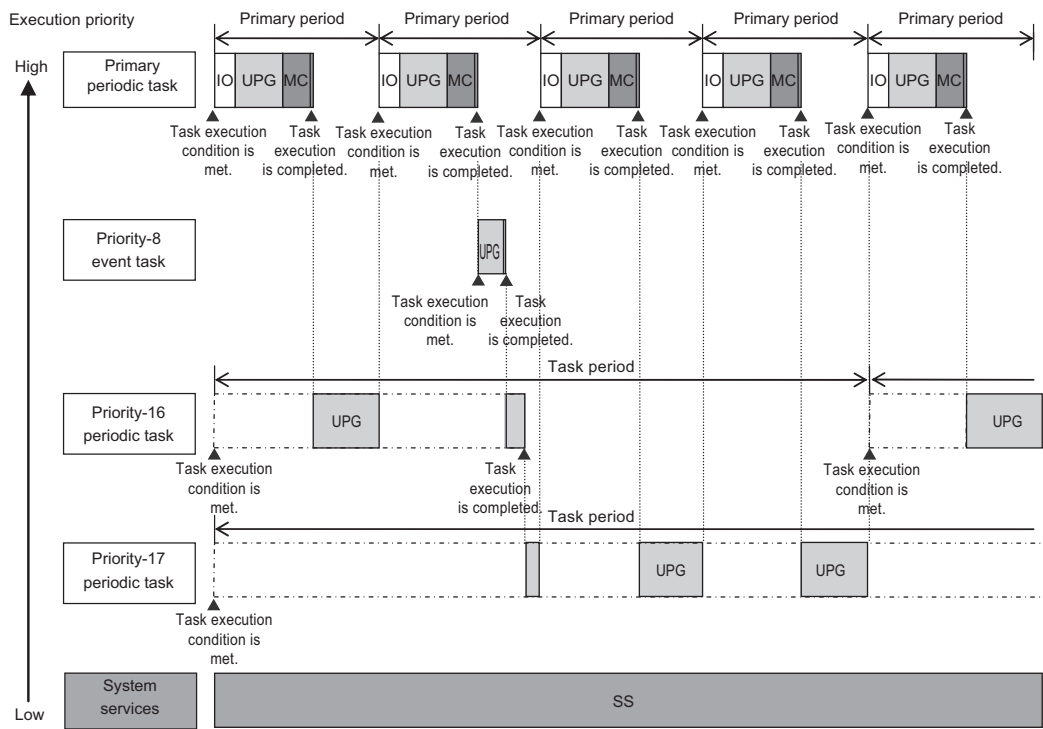 Execution priority
Primary period
Primary period
Primary period
Primary period
Primary period
High
Primary
periodic task
IO
UPG
MC
IO
UPG
MC
IO
UPG
MC
IO
UPG
MC
IO
UPG
MC
Task execution
condition is
met.
Task
execution
is completed.
Task execution
condition is
met.
Task
execution
is completed.
Task execution
condition is
met.
Task
execution
is completed.
Task execution
condition is
met.
Task
execution
is completed.
Task execution
condition is
met.
Task
execution
is completed.
Priority-8
event task
UPG
Task execution
condition is
met.
Task
execution
is completed.
Task period
Priority-16
periodic task
UPG
UPG
Task execution
condition is
met.
Task
execution
is completed.
Task execution
condition is
met.
Task period
Priority-17
periodic task
UPG
UPG
Task execution
condition is
met.
System
services
SS
Low